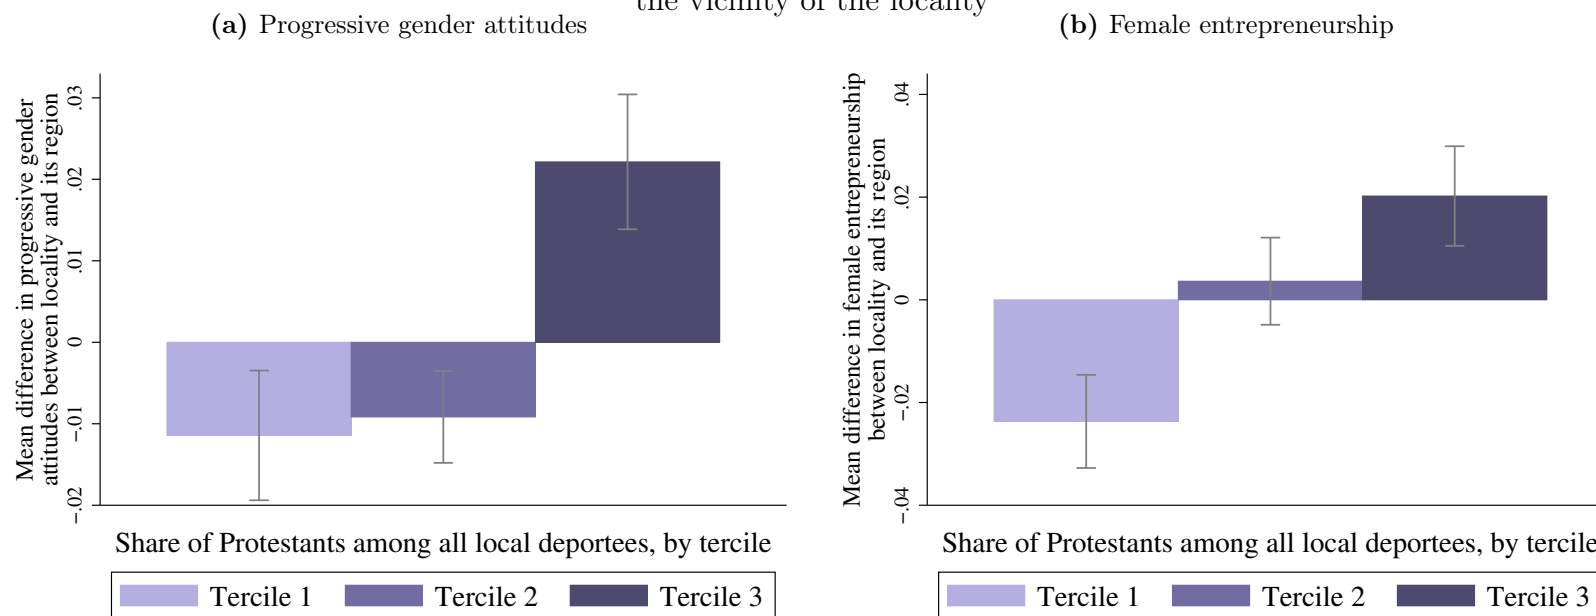 the vicinity of the locality
(a) Progressive gender attitudes
Mean difference in progressive gender
attitudes between locality and its region
.03
.02
.01
0
-.01
-.02
Share of Protestants among all local deportees, by tercile
Tercile 1 Tercile 2 Tercile 3
(b) Female entrepreneurship
Mean difference in female entrepreneurship
between locality and its region
.04
.02
0
-.02
-.04
Share of Protestants among all local deportees, by tercile
Tercile 1 Tercile 2 Tercile 3